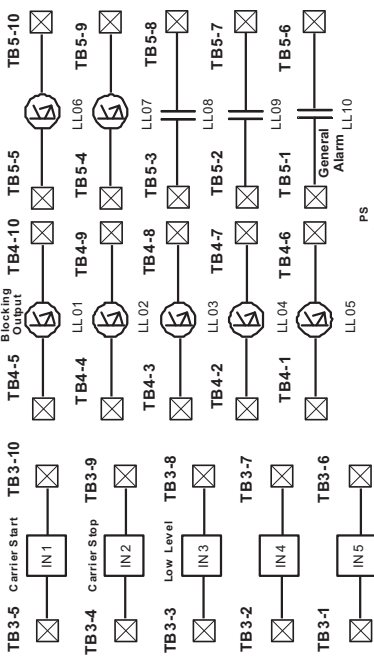 TB3-5 Carrier Start TB3-10
IN1
TB3-4 Carrier Stop TB3-9
IN2
TB3-3 Low Level TB3-8
IN3
TB3-2 TB3-7
IN4
TB3-1 TB3-6
IN5
TB4-5 Blocking Output TB4-10
LL01
TB4-4 TB4-9
LL02
TB4-3 TB4-8
LL03
TB4-2 TB4-7
LL04
TB4-1 TB4-6
LL05
TB5-5 TB5-10
LL06
TB5-4 TB5-9
LL07
TB5-3 TB5-8
LL08
TB5-2 TB5-7
LL09
TB5-1 TB5-6
General
Alarm
LL10
PS